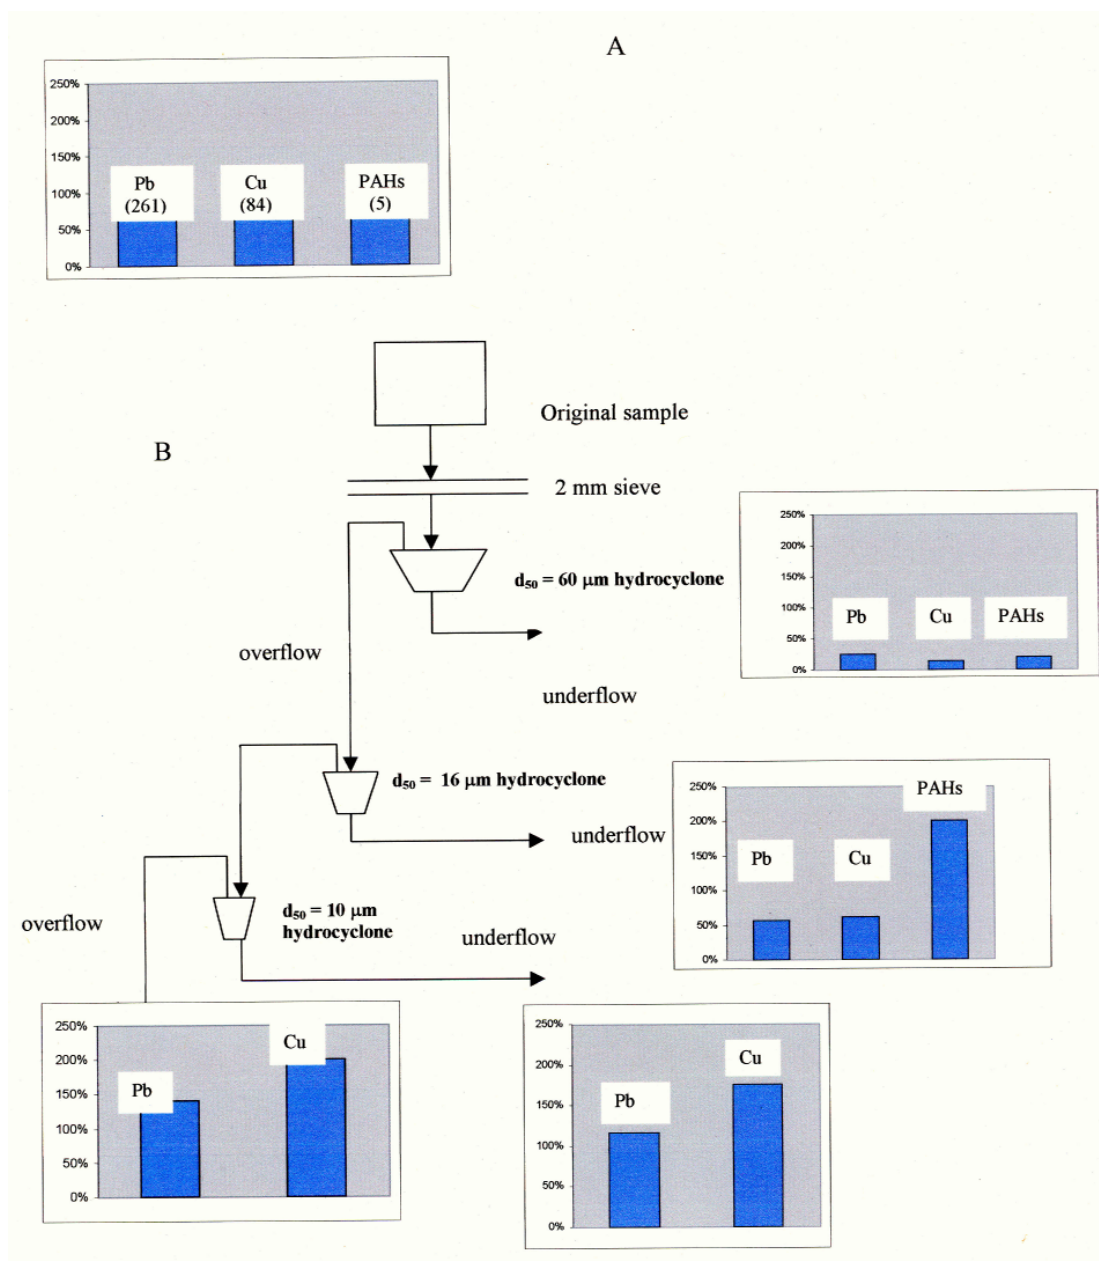 A
250%
200%
150%
100%
50%
0%
Pb
(261)
Cu
(84)
PAHs
(5)
Original sample
B
2 mm sieve
d50 = 60 μm hydrocyclone
250%
200%
150%
100%
50%
0%
Pb
Cu
PAHs
overflow
underflow
d50 = 16 μm hydrocyclone
underflow
250%
200%
150%
100%
50%
0%
Pb
Cu
PAHs
overflow
d50 = 10 μm
hydrocyclone
underflow
250%
200%
150%
100%
50%
0%
Pb
Cu
250%
200%
150%
100%
50%
0%
Pb
Cu